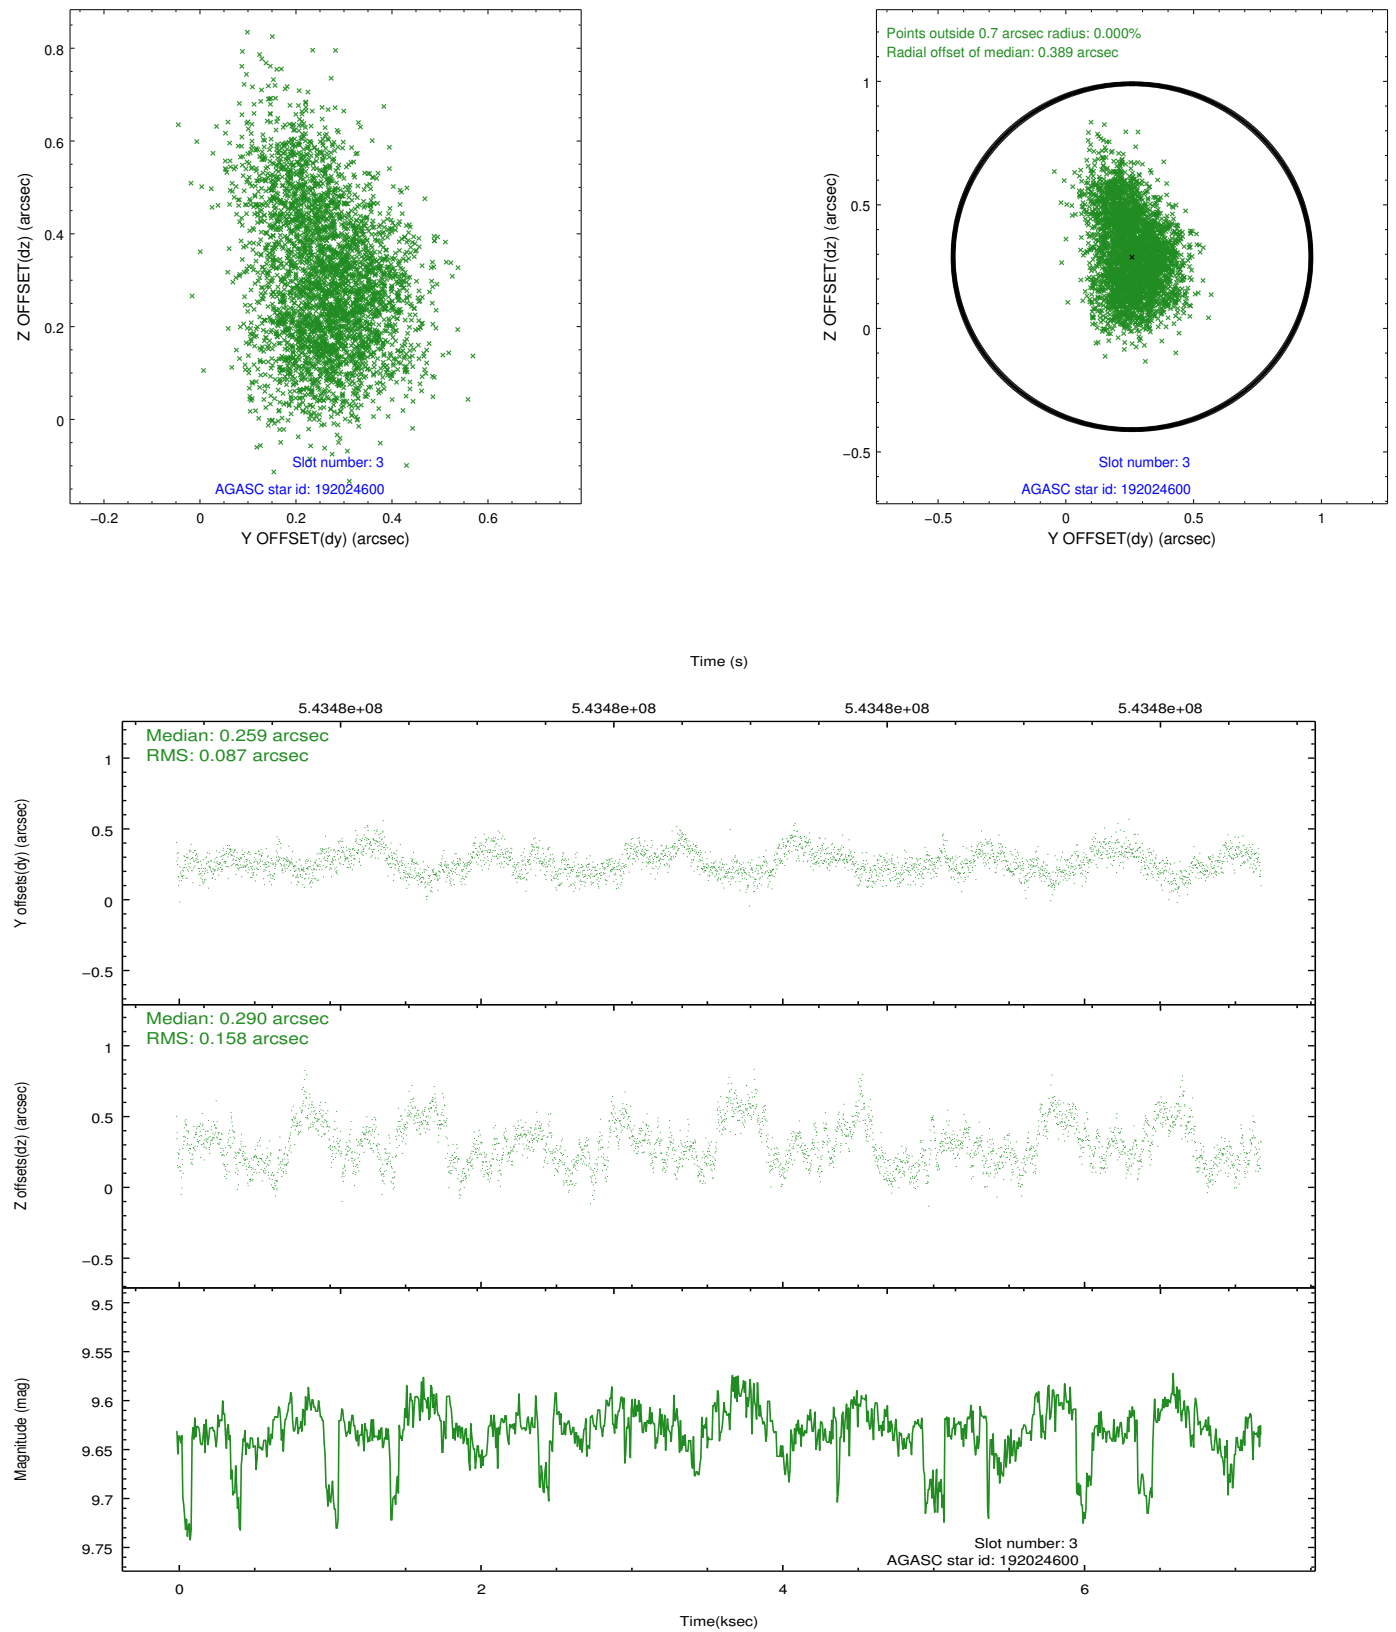 0.8
0.6
0.4
0.2
0
−0.2
0
0.2
0.4
0.6
Z OFFSET(dz) (arcsec)
Y OFFSET(dy) (arcsec)
Slot number: 3
AGASC star id: 192024600
Points outside 0.7 arcsec radius: 0.000%
Radial offset of median: 0.389 arcsec
1
0.5
0
−0.5
−0.5
0
0.5
1
Z OFFSET(dz) (arcsec)
Y OFFSET(dy) (arcsec)
Slot number: 3
AGASC star id: 192024600
Time (s)
5.4348e+08 5.4348e+08 5.4348e+08 5.4348e+08
Median: 0.259 arcsec
RMS: 0.087 arcsec
1
0.5
0
−0.5
Y offsets(dy) (arcsec)
Median: 0.290 arcsec
RMS: 0.158 arcsec
1
0.5
0
−0.5
Z offsets(dz) (arcsec)
9.5
9.55
9.6
9.65
9.7
9.75
Magnitude (mag)
Slot number: 3
AGASC star id: 192024600
0 2 4 6
Time(ksec)